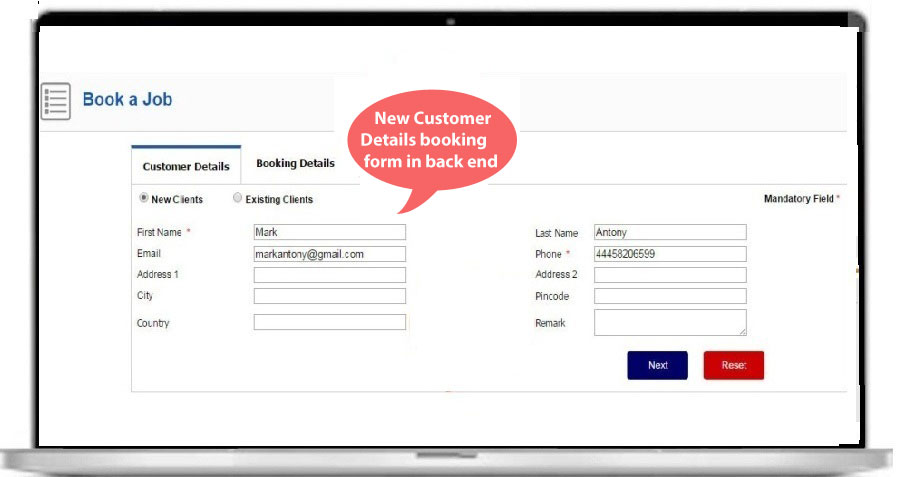 Book a Job
New Customer
Details booking
form in back end
Customer Details
Booking Details
New Clients
Existing Clients
Mandatory Field *
First Name *
Mark
Last Name
Antony
Email
markantony@gmail.com
Phone *
44458206599
Address 1
Address 2
City
Pincode
Country
Remark
Next
Reset